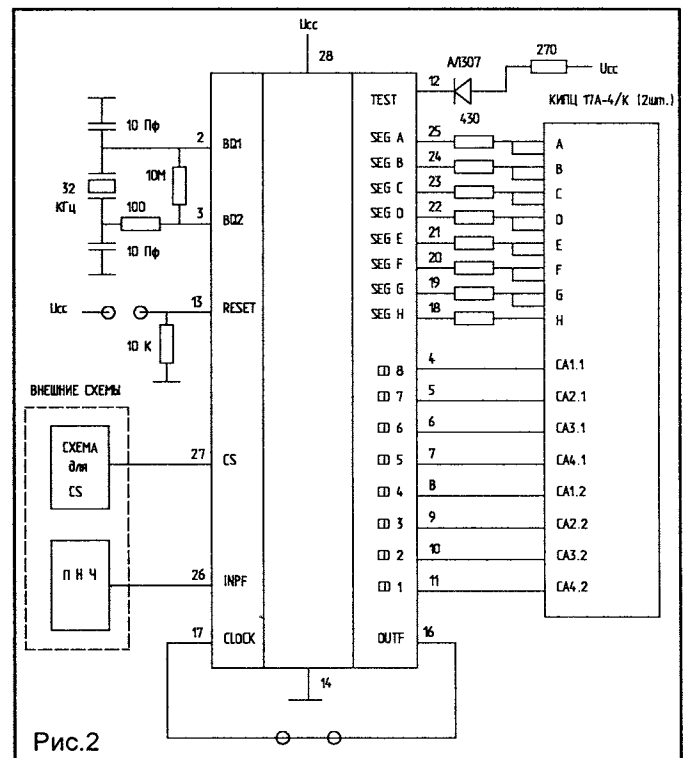 Ucc
28
10 Пф
2
BQ1
32
КГц
10M
100
3
BQ2
10 Пф
Ucc
13
RESET
10 К
ВНЕШНИЕ СХЕМЫ
СХЕМА
для
CS
27
CS
П Н Ч
26
INPF
17
CLOCK
14
12
TEST
АЛ307
270
Ucc
КИПЦ 17А-4/К (2шт.)
430
SEG A
25
A
SEG B
24
B
SEG C
23
C
SEG D
22
D
SEG E
21
E
SEG F
20
F
SEG G
19
G
SEG H
18
H
CD 8
4
CA1.1
CD 7
5
CA2.1
CD 6
6
CA3.1
CD 5
7
CA4.1
CD 4
8
CA1.2
CD 3
9
CA2.2
CD 2
10
CA3.2
CD 1
11
CA4.2
OUTF
16
Рис.2